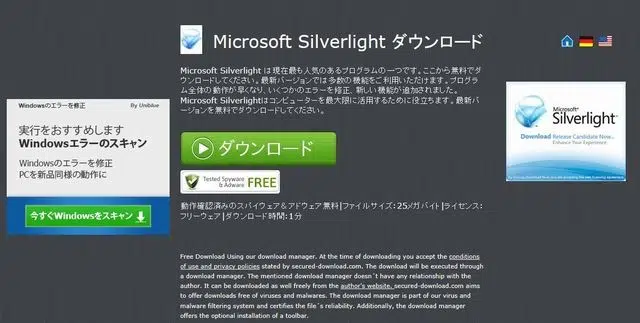 Microsoft Silverlight ダウンロード
Microsoft Silverlight は現在最も人気のあるプログラムの一つです。ここから無料でダ
ウンロードしてください。最新バージョンでは多数の機能をご利用いただけます。プログラ
ム全体の動作が早くなり、いくつかのエラーを修正、新しい機能が追加されました。
Microsoft Silverlightはコンピューターを最大限に活用するために役立ちます。最新バー
ジョンを無料でダウンロードしてください。
Windowsのエラーを修正 By Uniblue
実行をおすすめします
Windowsエラーのスキャン
Windowsのエラーを修正
PCを新品同様の動作に
今すぐWindowsをスキャン
ダウンロード
Tested Spyware
& Adware FREE
動作確認済みのスパイウェア＆アドウェア無料|ファイルサイズ:25メガバイト|ライセンス:
フリーウェア|ダウンロード時間:1分
Microsoft
Silverlight
Download Release Candidate Now...
Enhance Your Experience.
Free Download Using our download manager. At the time of downloading you accept the conditions
of use and privacy policies stated by secured-download.com. The download will be executed through
a download manager. The mentioned download manager doesn´t have any relationship with the
author. It can be downloaded as well freely from the author's website. secured-download.com aims
to offer downloads free of viruses and malwares. The download manager is part of our virus and
malware filtering system and certifies the file´s reliability. Additionally, the download manager
offers the optional installation of a toolbar.